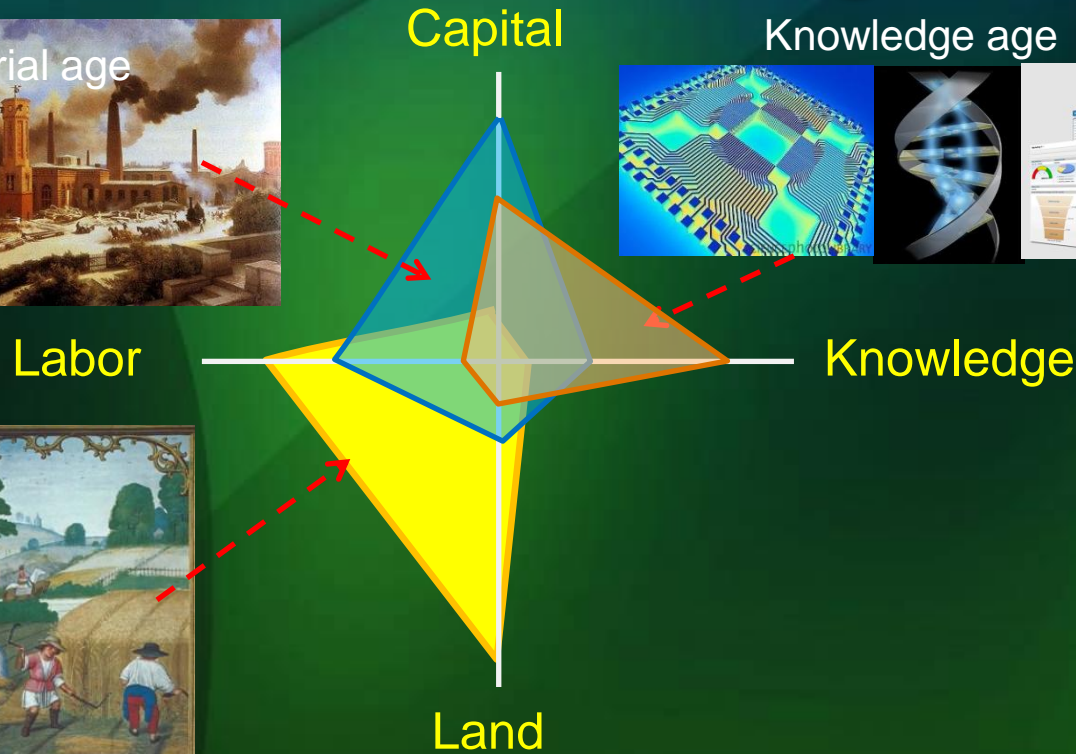 Capital
Knowledge age
rial age
Labor
Knowledge
Land